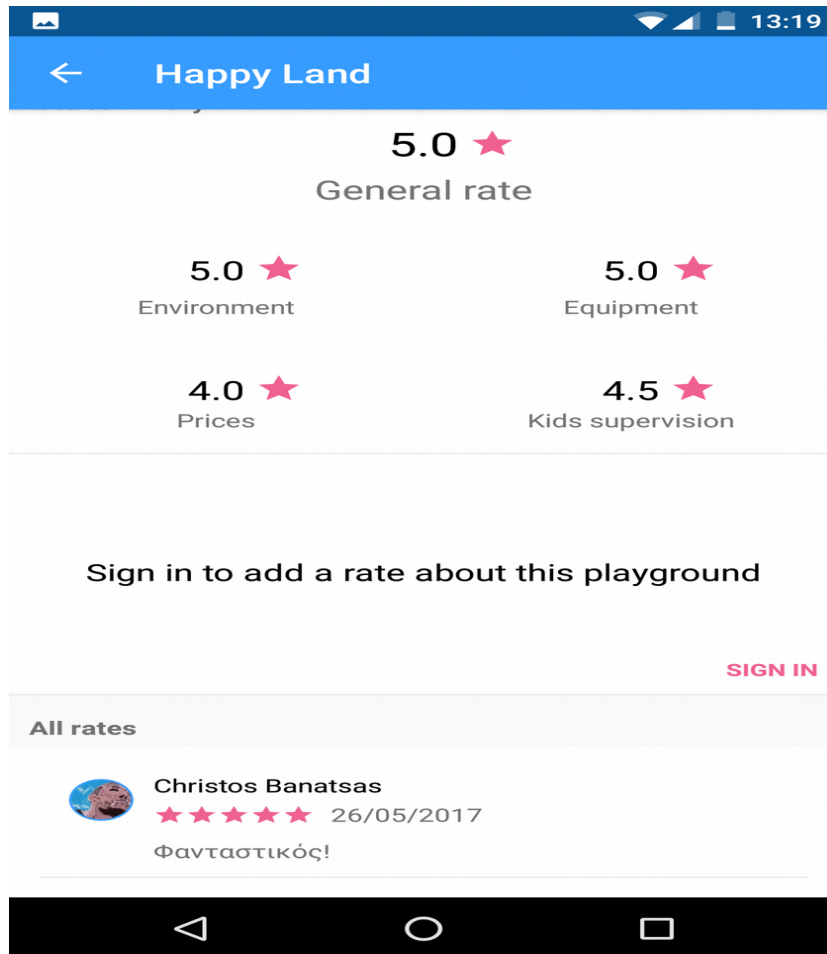 13:19
Happy Land
5.0
General rate
5.0 5.0
Environment Equipment
4.0 4.5
Prices Kids supervision
Sign in to add a rate about this playground
SIGN IN
All rates
Christos Banatsas
26/05/2017
Φανταστικός!